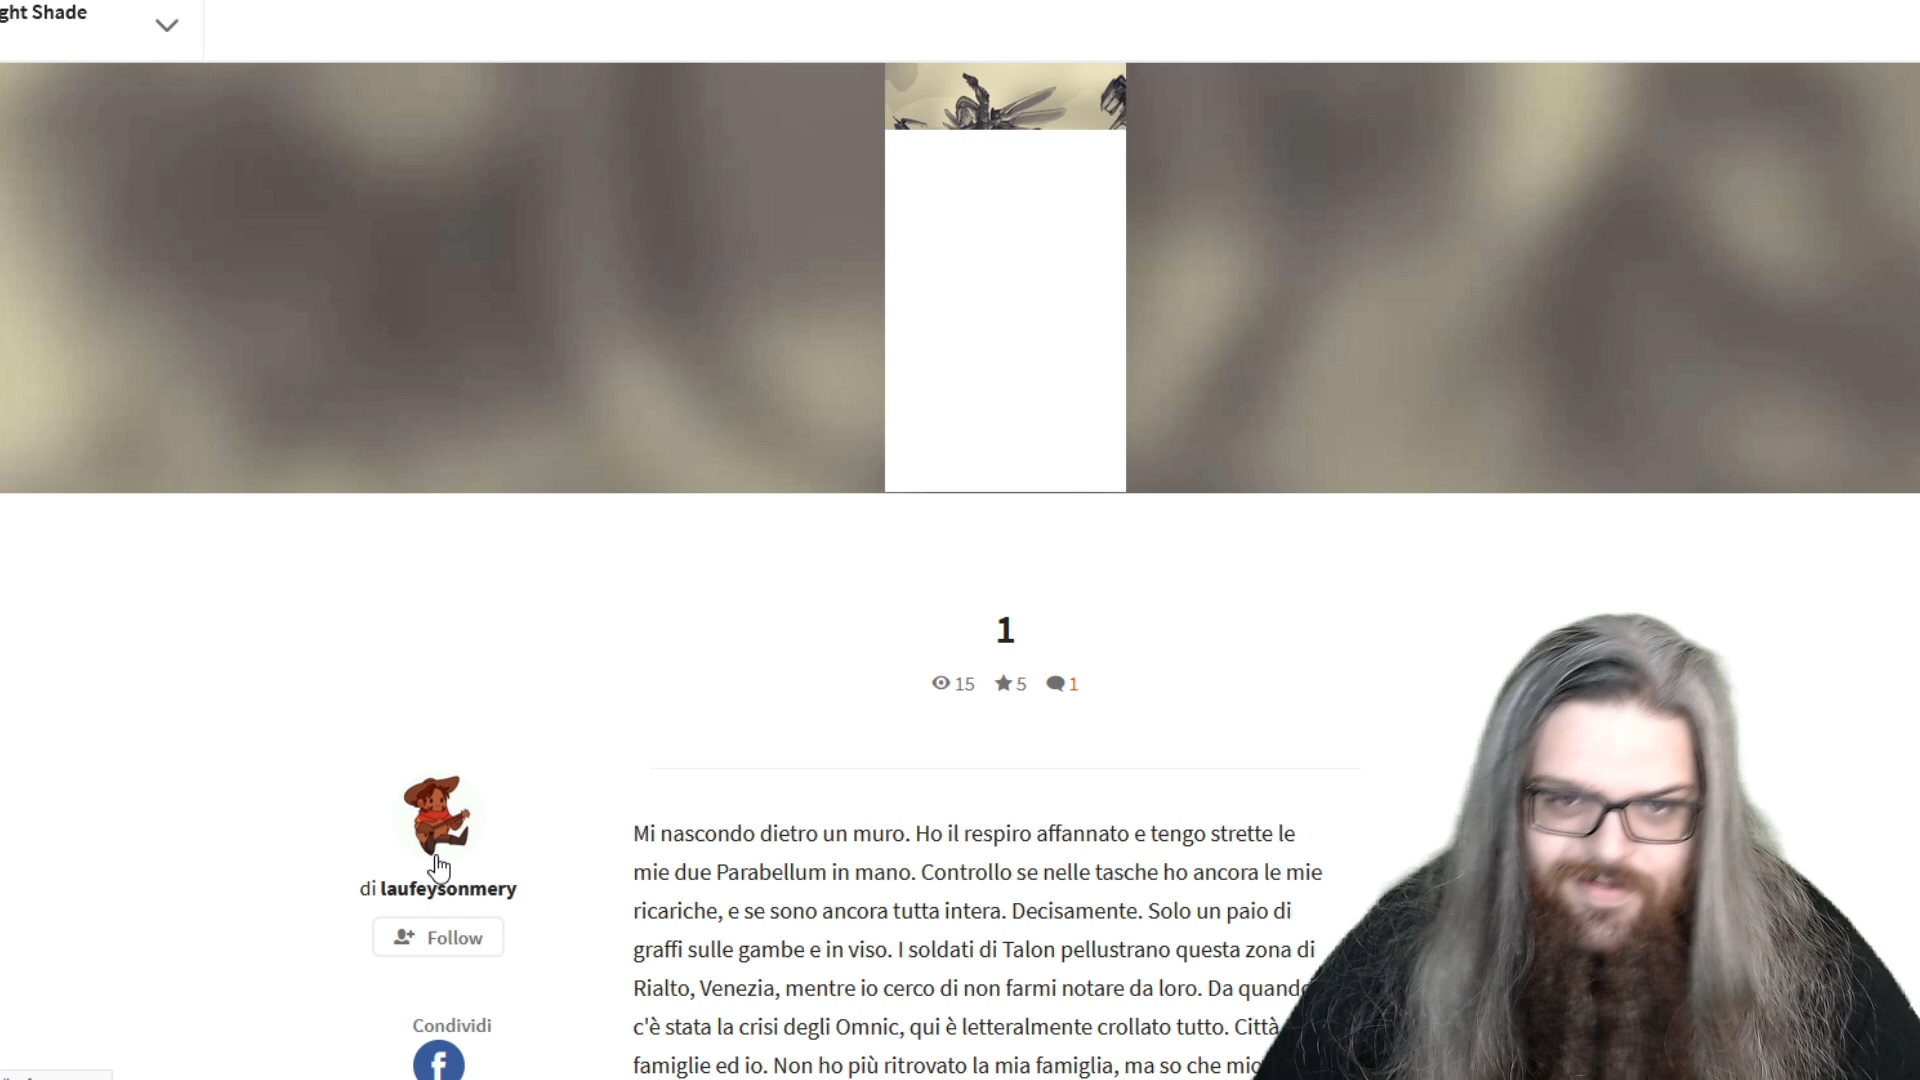 ght Shade
1
15 5 1
di laufeysonmery
Follow
Condividi
Mi nascondo dietro un muro. Ho il respiro affannato e tengo strette le
mie due Parabellum in mano. Controllo se nelle tasche ho ancora le mie
ricariche, e se sono ancora tutta intera. Decisamente. Solo un paio di
graffi sulle gambe e in viso. I soldati di Talon pellustrano questa zona di
Rialto, Venezia, mentre io cerco di non farmi notare da loro. Da quando
c'è stata la crisi degli Omnic, qui è letteralmente crollato tutto. Città
famiglie ed io. Non ho più ritrovato la mia famiglia, ma so che mio